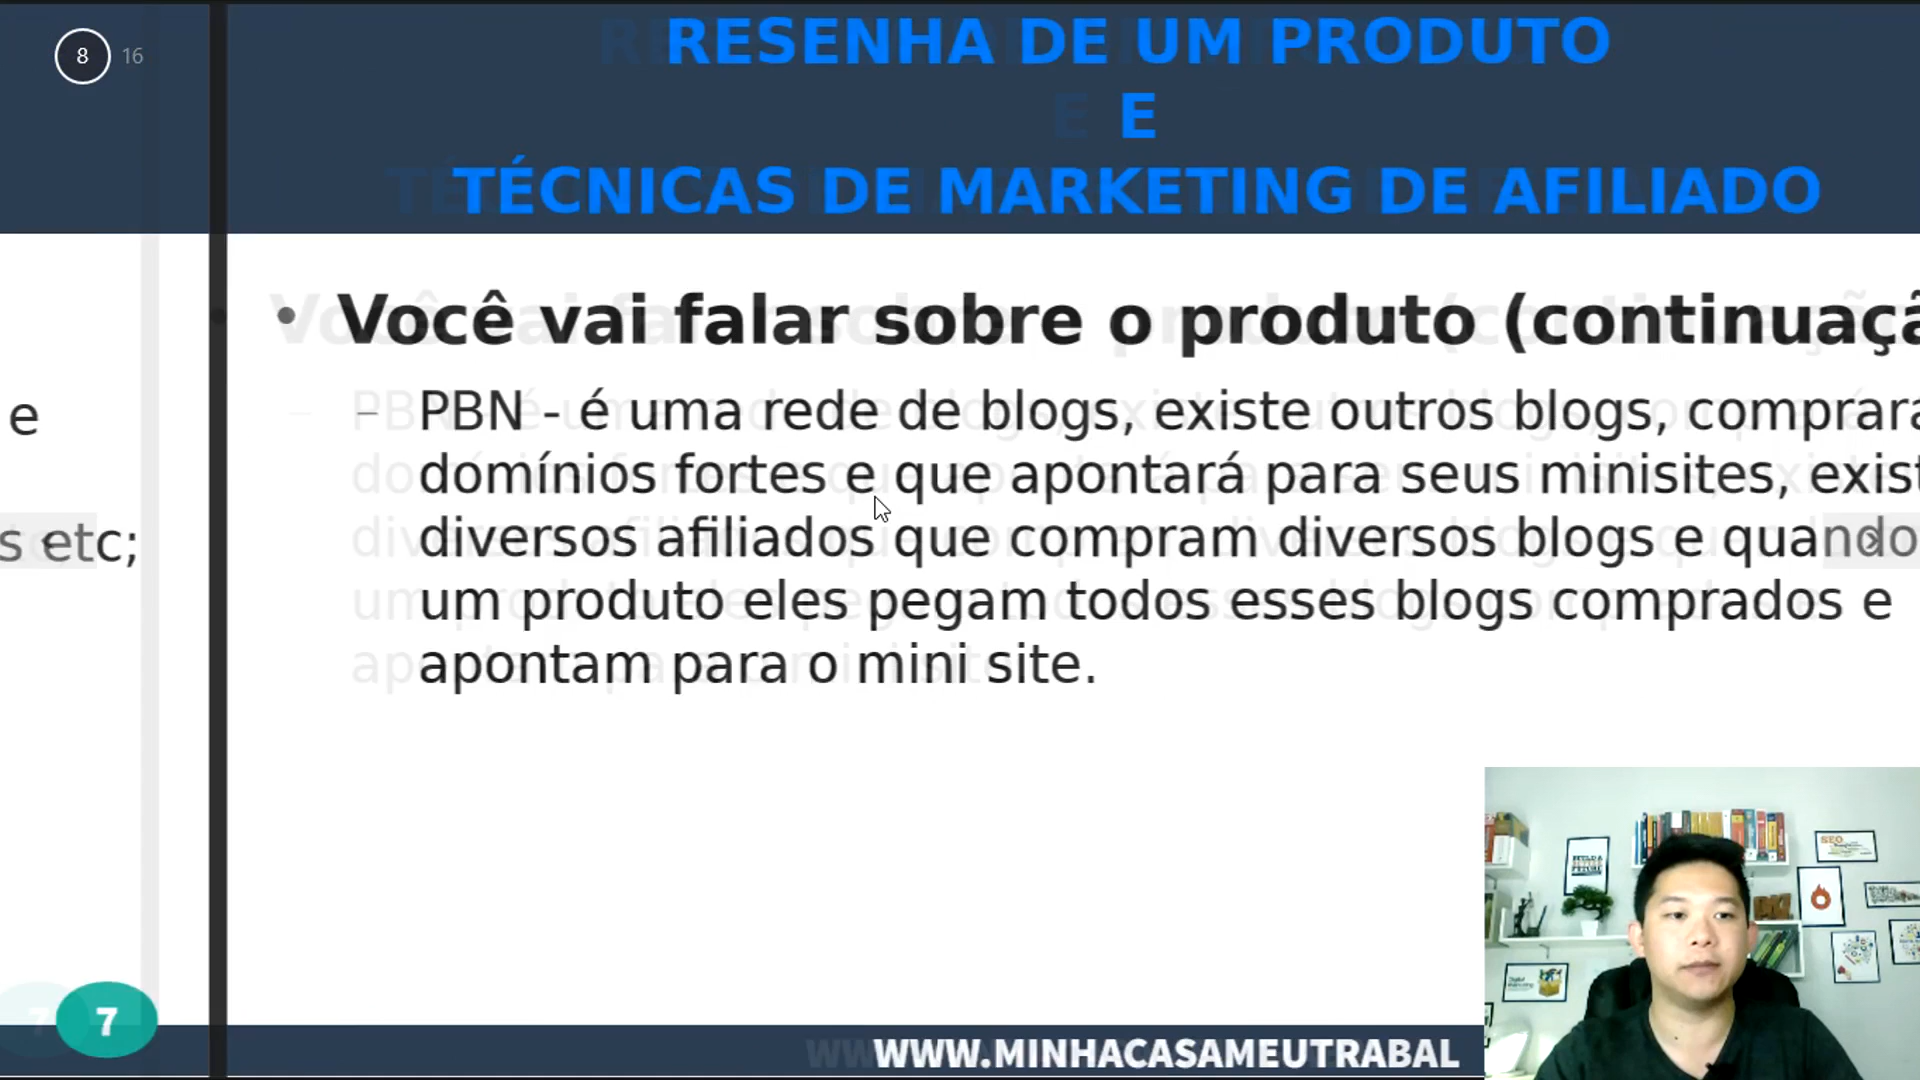 8 16
RESENHA DE UM PRODUTO
E
TÉCNICAS DE MARKETING DE AFILIADO
e
s etc;
7
• Você vai falar sobre o produto (continuaçã
– PBN - é uma rede de blogs, existe outros blogs, comprara
domínios fortes e que apontará para seus minisites, exist
diversos afiliados que compram diversos blogs e quando
um produto eles pegam todos esses blogs comprados e
apontam para o mini site.
SEO
WWW.MINHACASAMEUTRABAL